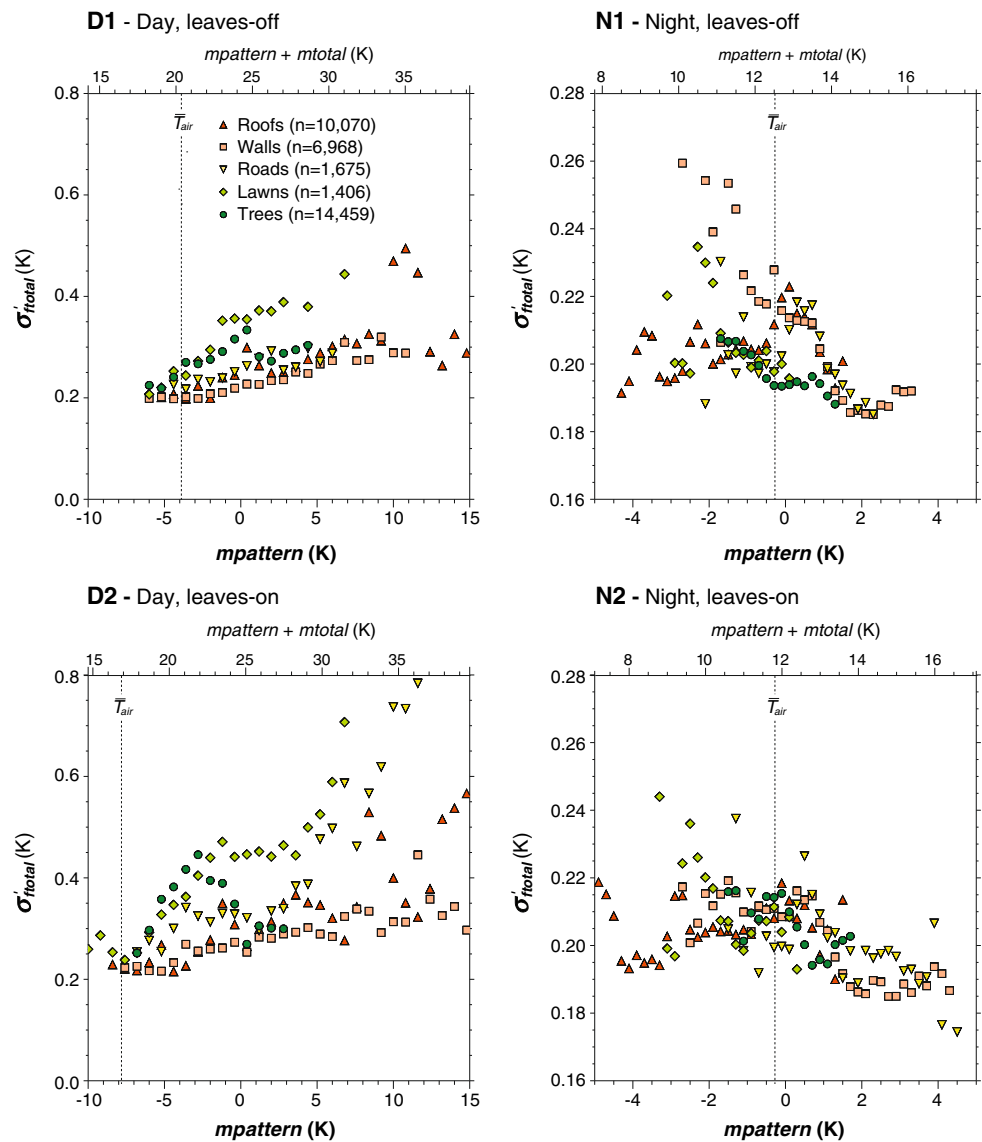 D1 - Day, leaves-off
mpattern + mtotal (K)
15 20 25 30 35
0.8
0.6
0.4
0.2
0.0
σ'ftotal (K)
Tair
Roofs (n=10,070)
Walls (n=6,968)
Roads (n=1,675)
Lawns (n=1,406)
Trees (n=14,459)
-10 -5 0 5 10 15
mpattern (K)
N1 - Night, leaves-off
mpattern + mtotal (K)
8 10 12 14 16
0.28
0.26
0.24
0.22
0.20
0.18
0.16
σ'ftotal (K)
Tair
-4 -2 0 2 4
mpattern (K)
D2 - Day, leaves-on
mpattern + mtotal (K)
15 20 25 30 35
0.8
0.6
0.4
0.2
0.0
σ'ftotal (K)
Tair
-10 -5 0 5 10 15
mpattern (K)
N2 - Night, leaves-on
mpattern + mtotal (K)
8 10 12 14 16
0.28
0.26
0.24
0.22
0.20
0.18
0.16
σ'ftotal (K)
Tair
-4 -2 0 2 4
mpattern (K)